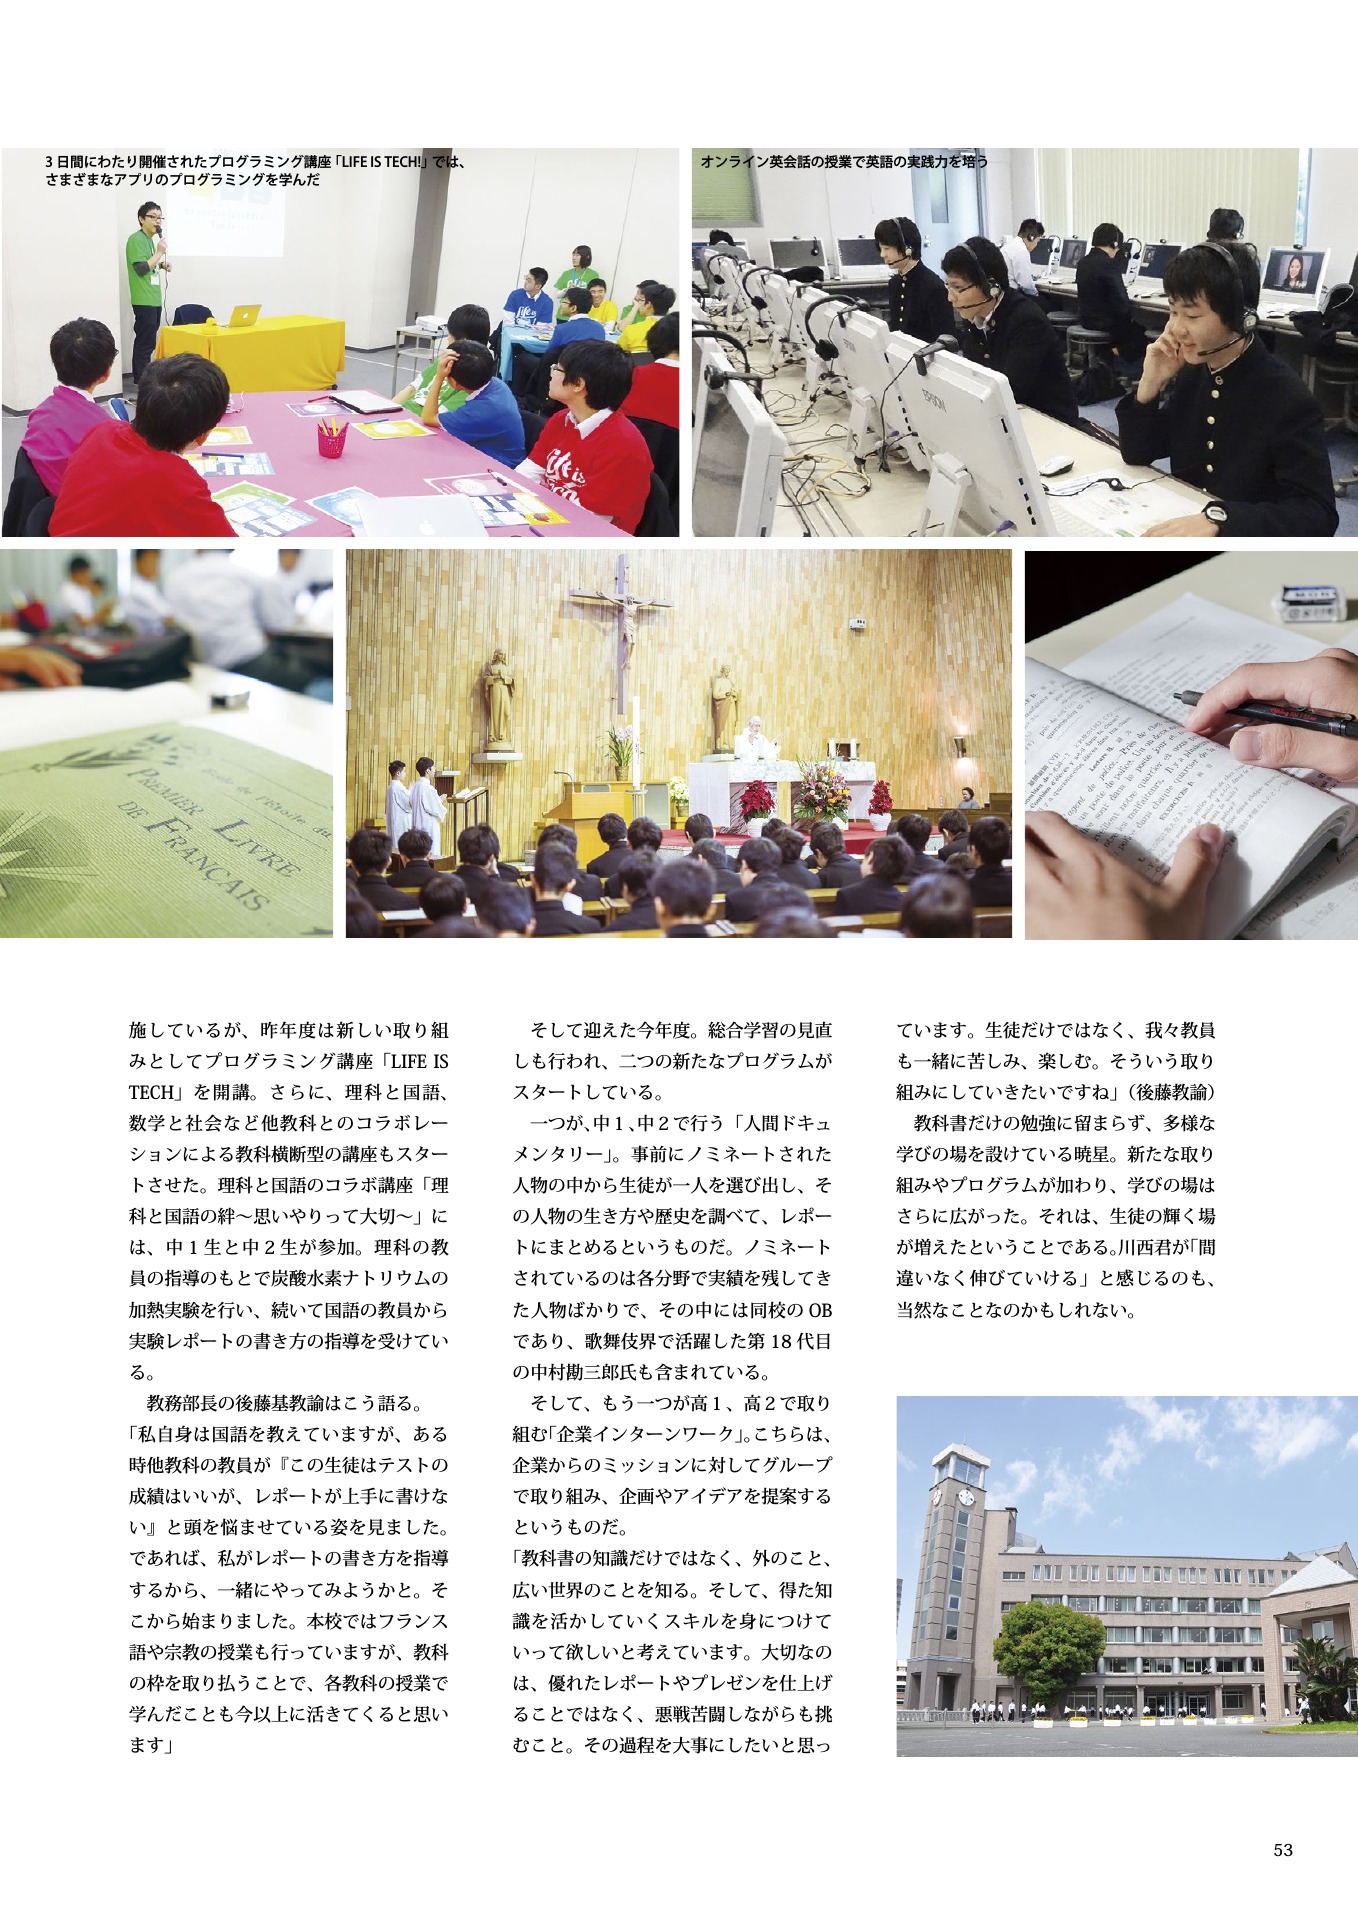 3 日間にわたり開催されたプログラミング講座「LIFE IS TECH!」では、
さまざまなアプリのプログラミングを学んだ
オンライン英会話の授業で英語の実践力を培う
EPSON
PREMIER LIVRE
DE FRANÇAIS
施しているが、昨年度は新しい取り組
みとしてプログラミング講座「LIFE IS
TECH」を開講。さらに、理科と国語、
数学と社会など他教科とのコラボレー
ションによる教科横断型の講座もスター
トさせた。理科と国語のコラボ講座「理
科と国語の絆〜思いやりって大切〜」に
は、中１生と中２生が参加。理科の教
員の指導のもとで炭酸水素ナトリウムの
加熱実験を行い、続いて国語の教員から
実験レポートの書き方の指導を受けてい
る。
　教務部長の後藤基教諭はこう語る。
「私自身は国語を教えていますが、ある
時他教科の教員が『この生徒はテストの
成績はいいが、レポートが上手に書けな
い』と頭を悩ませている姿を見ました。
であれば、私がレポートの書き方を指導
するから、一緒にやってみようかと。そ
こから始まりました。本校ではフランス
語や宗教の授業も行っていますが、教科
の枠を取り払うことで、各教科の授業で
学んだことも今以上に活きてくると思い
ます」
　そして迎えた今年度。総合学習の見直
しも行われ、二つの新たなプログラムが
スタートしている。
　一つが、中１、中２で行う「人間ドキュ
メンタリー」。事前にノミネートされた
人物の中から生徒が一人を選び出し、そ
の人物の生き方や歴史を調べて、レポー
トにまとめるというものだ。ノミネート
されているのは各分野で実績を残してき
た人物ばかりで、その中には同校の OB
であり、歌舞伎界で活躍した第 18 代目
の中村勘三郎氏も含まれている。
　そして、もう一つが高１、高２で取り
組む「企業インターンワーク」。こちらは、
企業からのミッションに対してグループ
で取り組み、企画やアイデアを提案する
というものだ。
「教科書の知識だけではなく、外のこと、
広い世界のことを知る。そして、得た知
識を活かしていくスキルを身につけて
いって欲しいと考えています。大切なの
は、優れたレポートやプレゼンを仕上げ
ることではなく、悪戦苦闘しながらも挑
むこと。その過程を大事にしたいと思っ
ています。生徒だけではなく、我々教員
も一緒に苦しみ、楽しむ。そういう取り
組みにしていきたいですね」（後藤教諭）
　教科書だけの勉強に留まらず、多様な
学びの場を設けている暁星。新たな取り
組みやプログラムが加わり、学びの場は
さらに広がった。それは、生徒の輝く場
が増えたということである。川西君が「間
違いなく伸びていける」と感じるのも、
当然なことなのかもしれない。
53